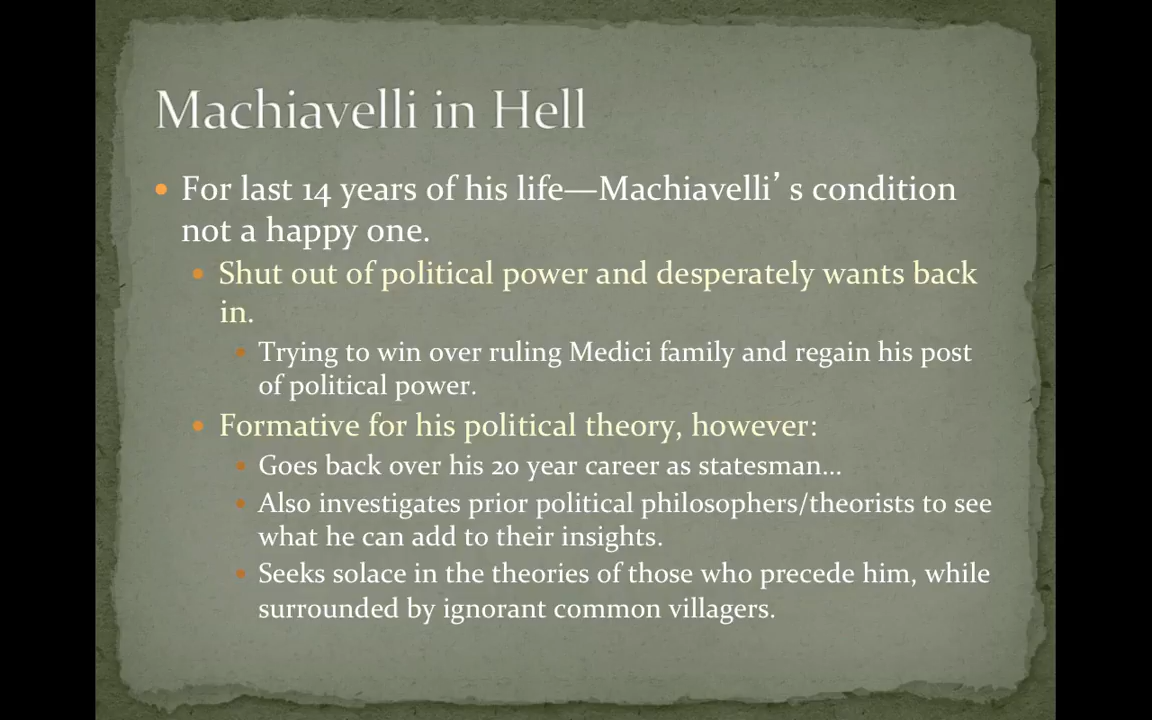 Machiavelli in Hell
For last 14 years of his life—Machiavelli’ s condition
not a happy one.
Shut out of political power and desperately wants back
in.
Trying to win over ruling Medici family and regain his post
of political power.
Formative for his political theory, however:
Goes back over his 20 year career as statesman…
Also investigates prior political philosophers/theorists to see
what he can add to their insights.
Seeks solace in the theories of those who precede him, while
surrounded by ignorant common villagers.